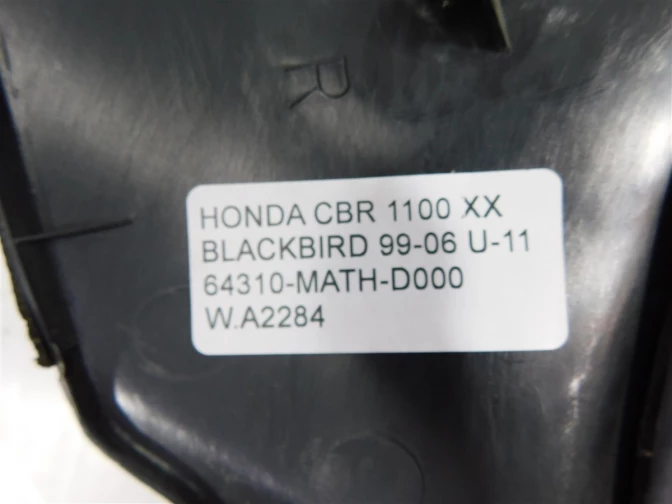 R
HONDA CBR 1100 XX
BLACKBIRD 99-06 U-11
64310-MATH-D000
W.A2284